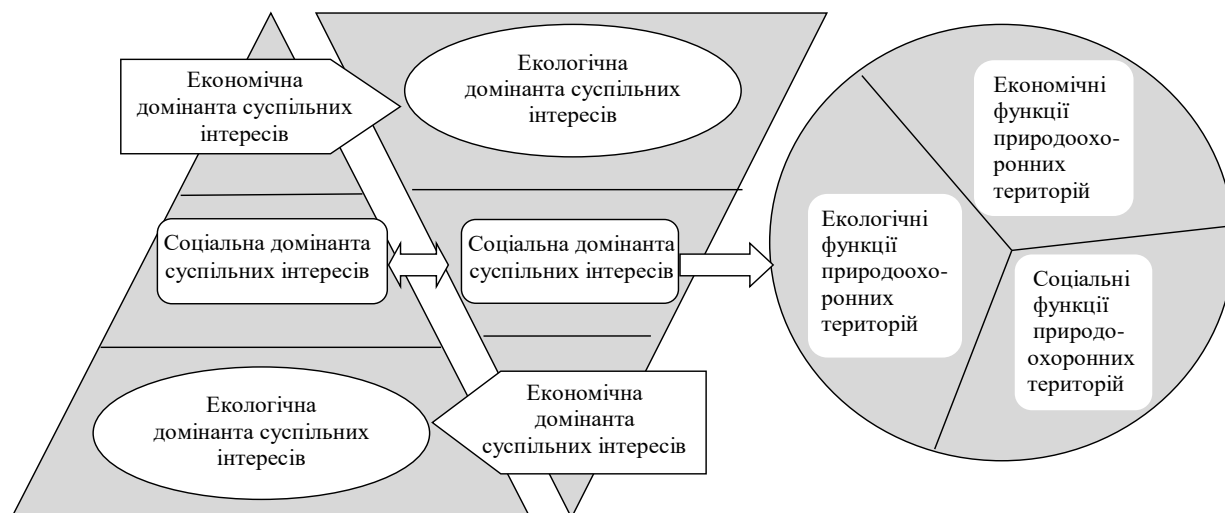 Економічна
домінанта суспільних
інтересів
Екологічна
домінанта суспільних
інтересів
Економічні
функції
природоохо-
ронних
територій
Соціальна домінанта
суспільних інтересів
Соціальна домінанта
суспільних інтересів
Екологічні
функції
природоохо-
ронних
територій
Соціальні
функції
природо-
охоронних
територій
Екологічна
домінанта суспільних
інтересів
Економічна
домінанта
суспільних інтересів